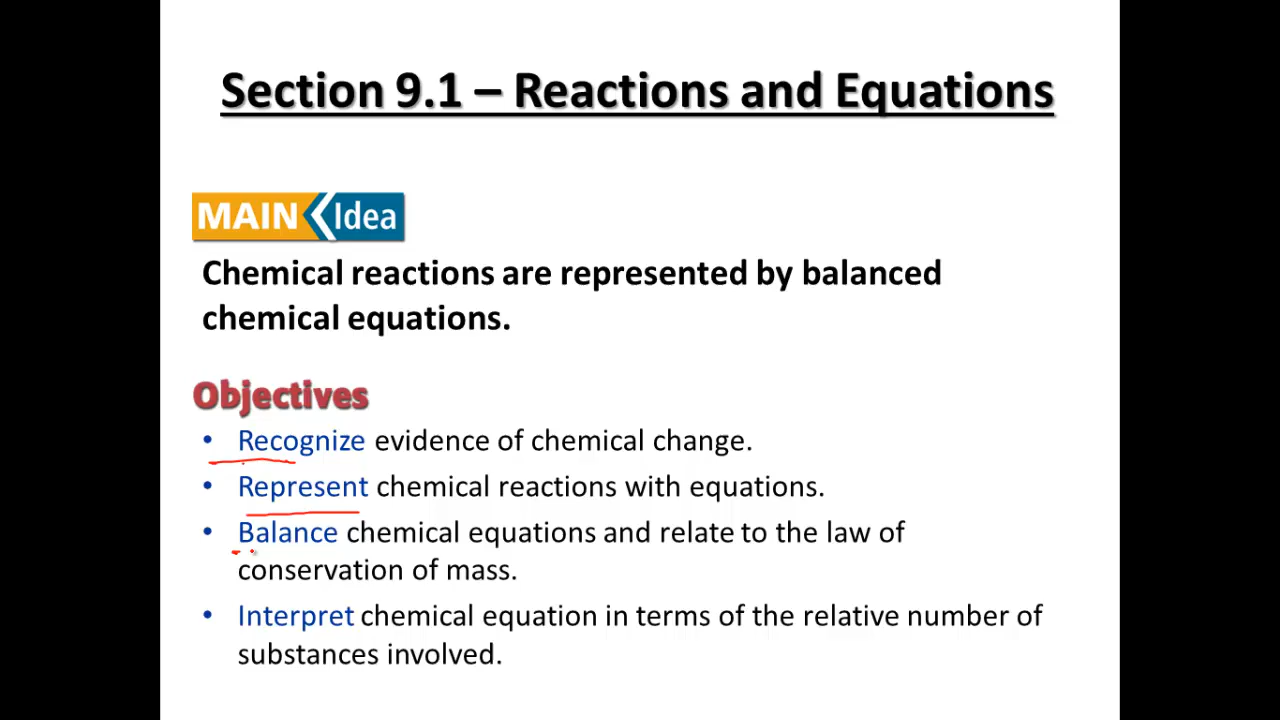 Section 9.1 – Reactions and Equations
MAIN Idea
Chemical reactions are represented by balanced
chemical equations.
Objectives
• Recognize evidence of chemical change.
• Represent chemical reactions with equations.
• Balance chemical equations and relate to the law of
conservation of mass.
• Interpret chemical equation in terms of the relative number of
substances involved.